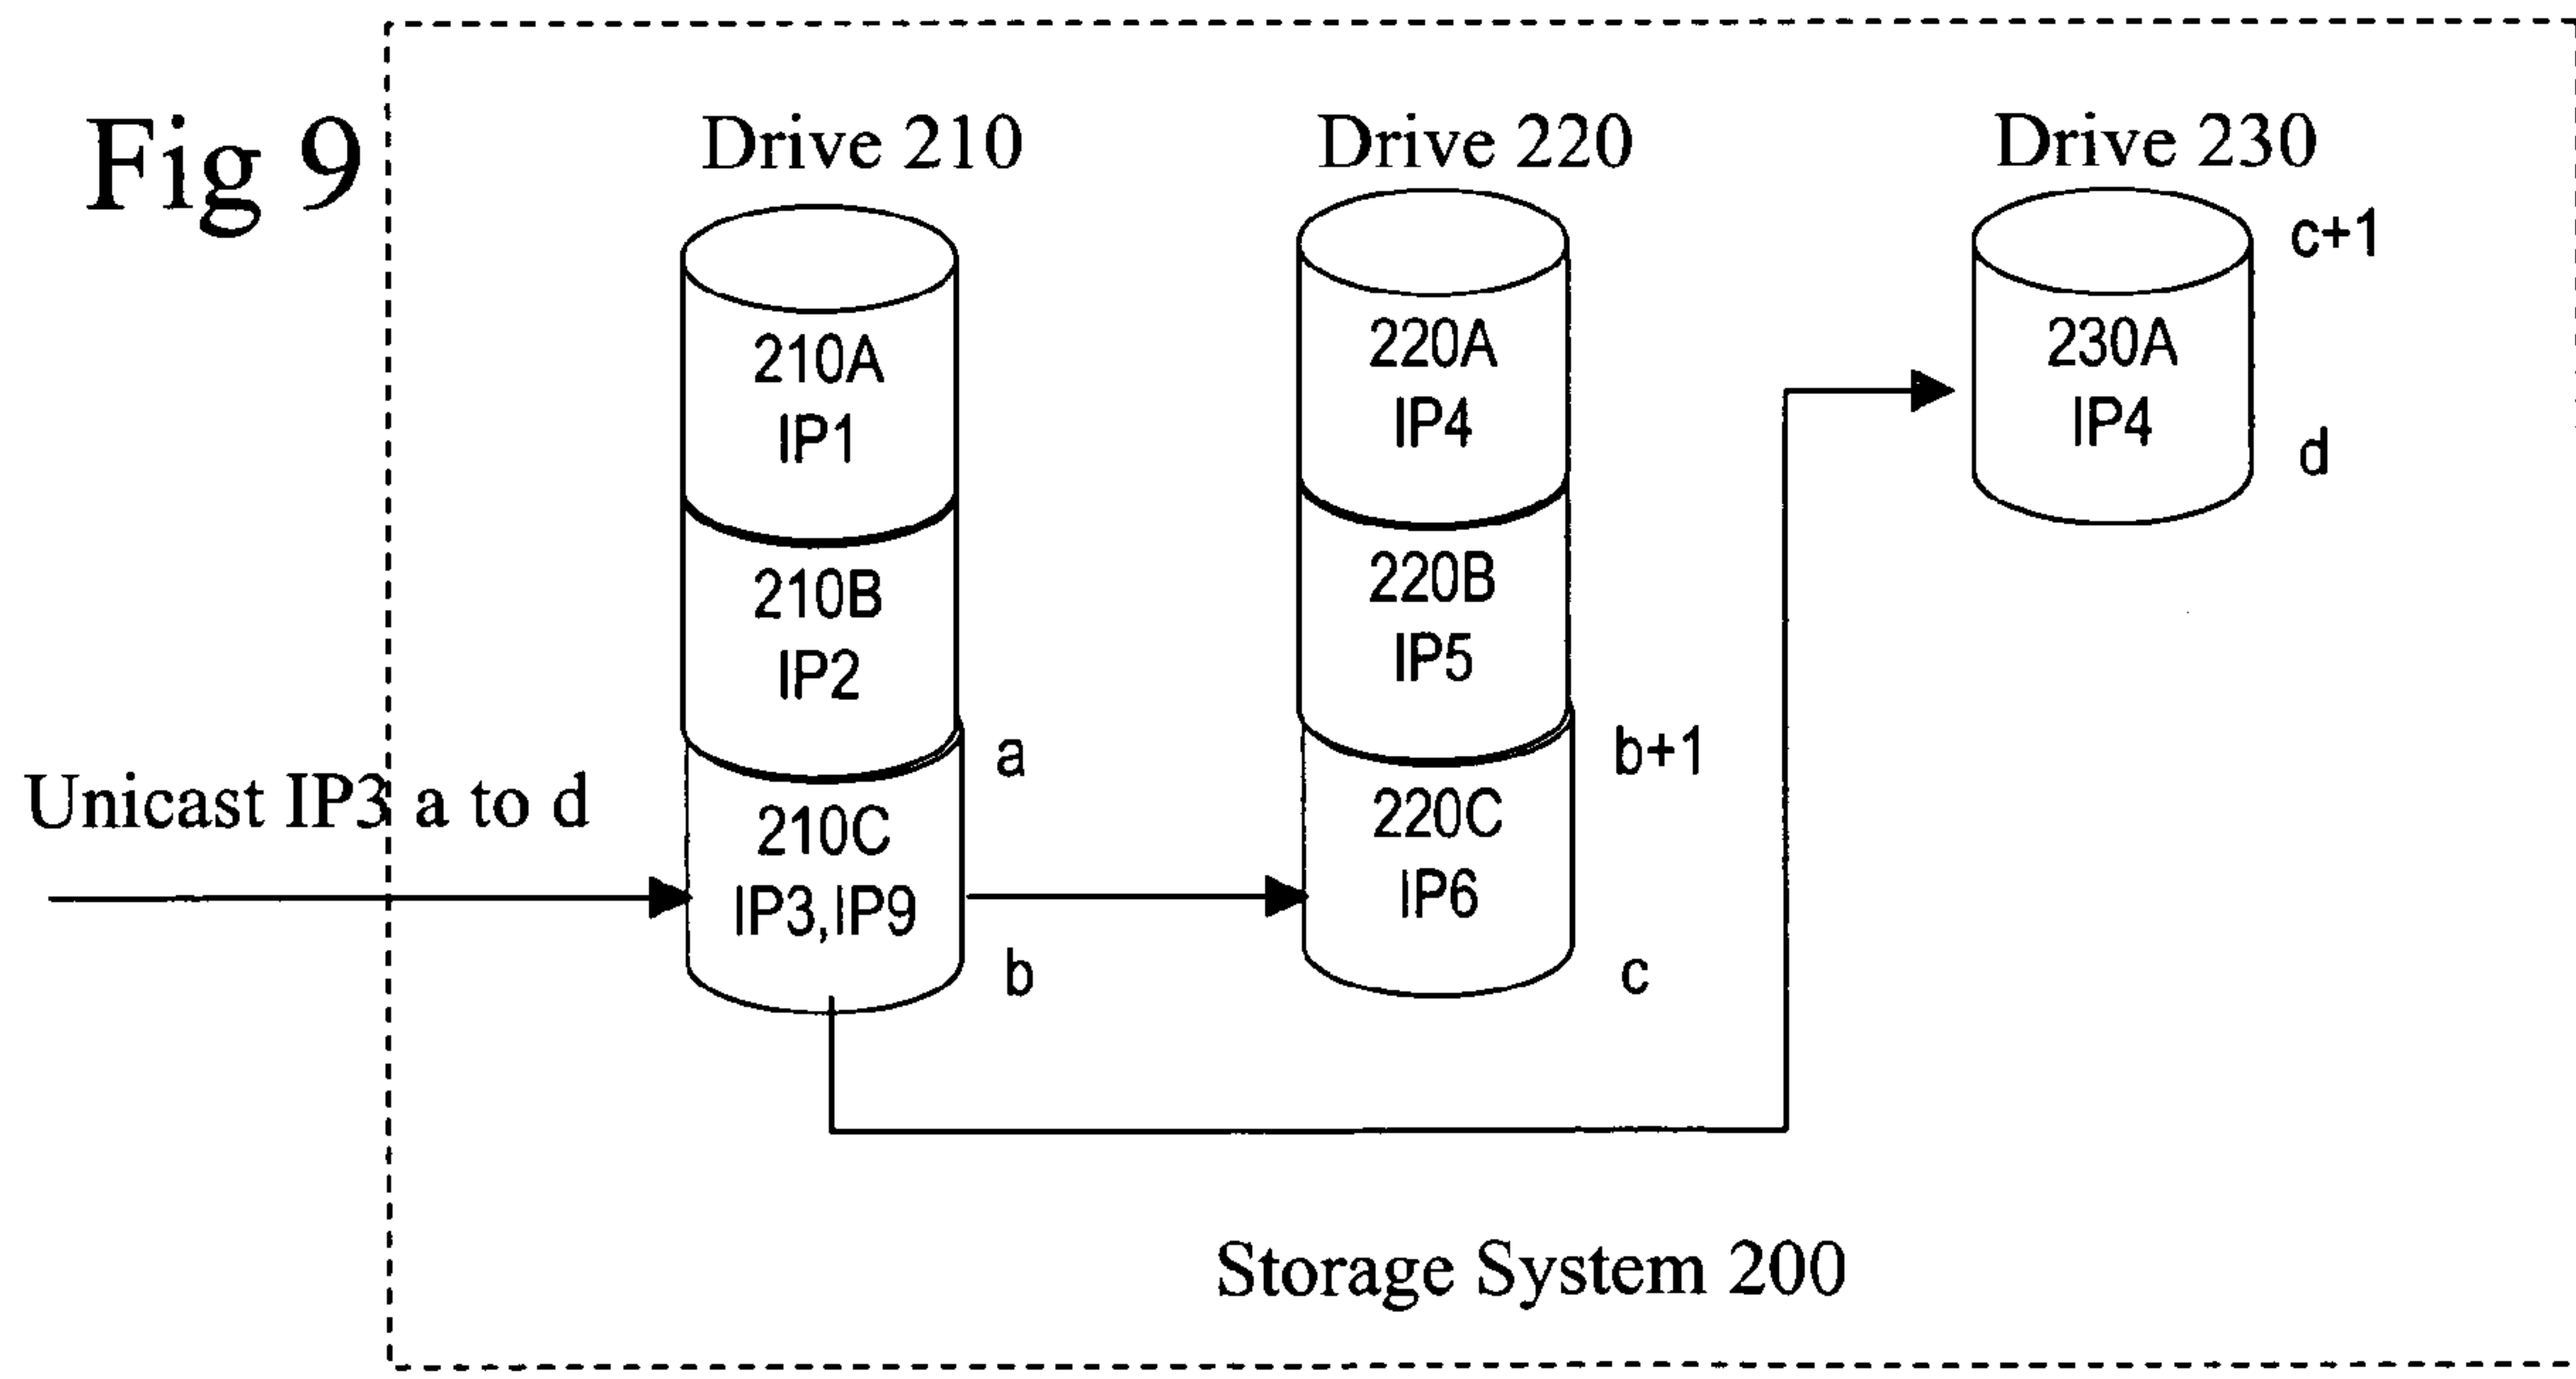 Fig 9
Drive 210
Drive 220
Drive 230
210A
IP1
210B
IP2
a
210C
IP3,IP9
b
220A
IP4
220B
IP5
b+1
220C
IP6
c
c+1
230A
IP4
d
Unicast IP3 a to d
Storage System 200